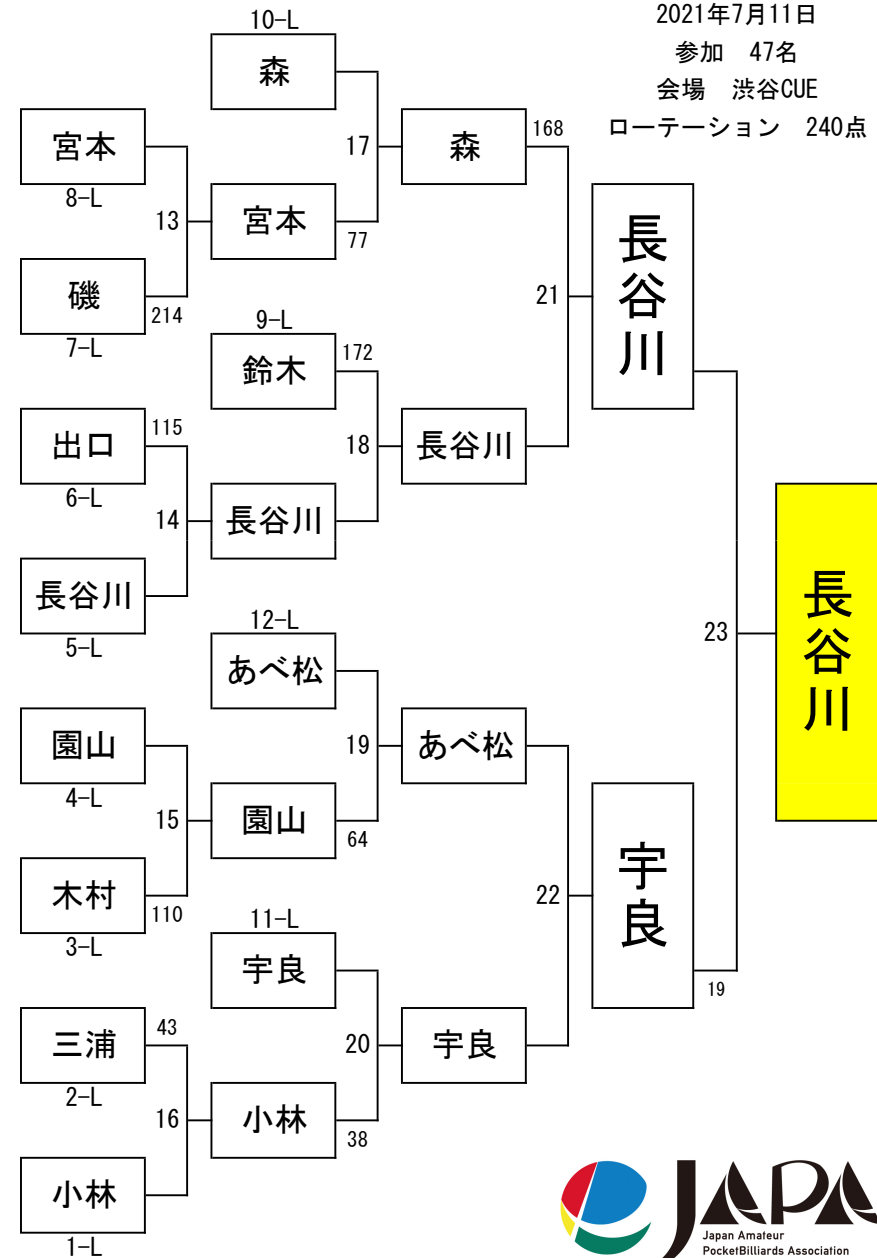 2021年7月11日
参加　47名
会場　渋谷CUE
ローテーション　240点
10-L
森
宮本
8-L
13
磯
214
7-L
宮本
77
17
森
168
9-L
鈴木
172
出口
115
6-L
14
長谷川
5-L
長谷川
18
長谷川
21
長谷川
12-L
あべ松
園山
4-L
15
木村
110
3-L
園山
64
19
あべ松
11-L
宇良
三浦
43
2-L
16
小林
1-L
小林
38
20
宇良
22
宇良
19
23
長谷川
JAPA
Japan Amateur
PocketBilliards Association